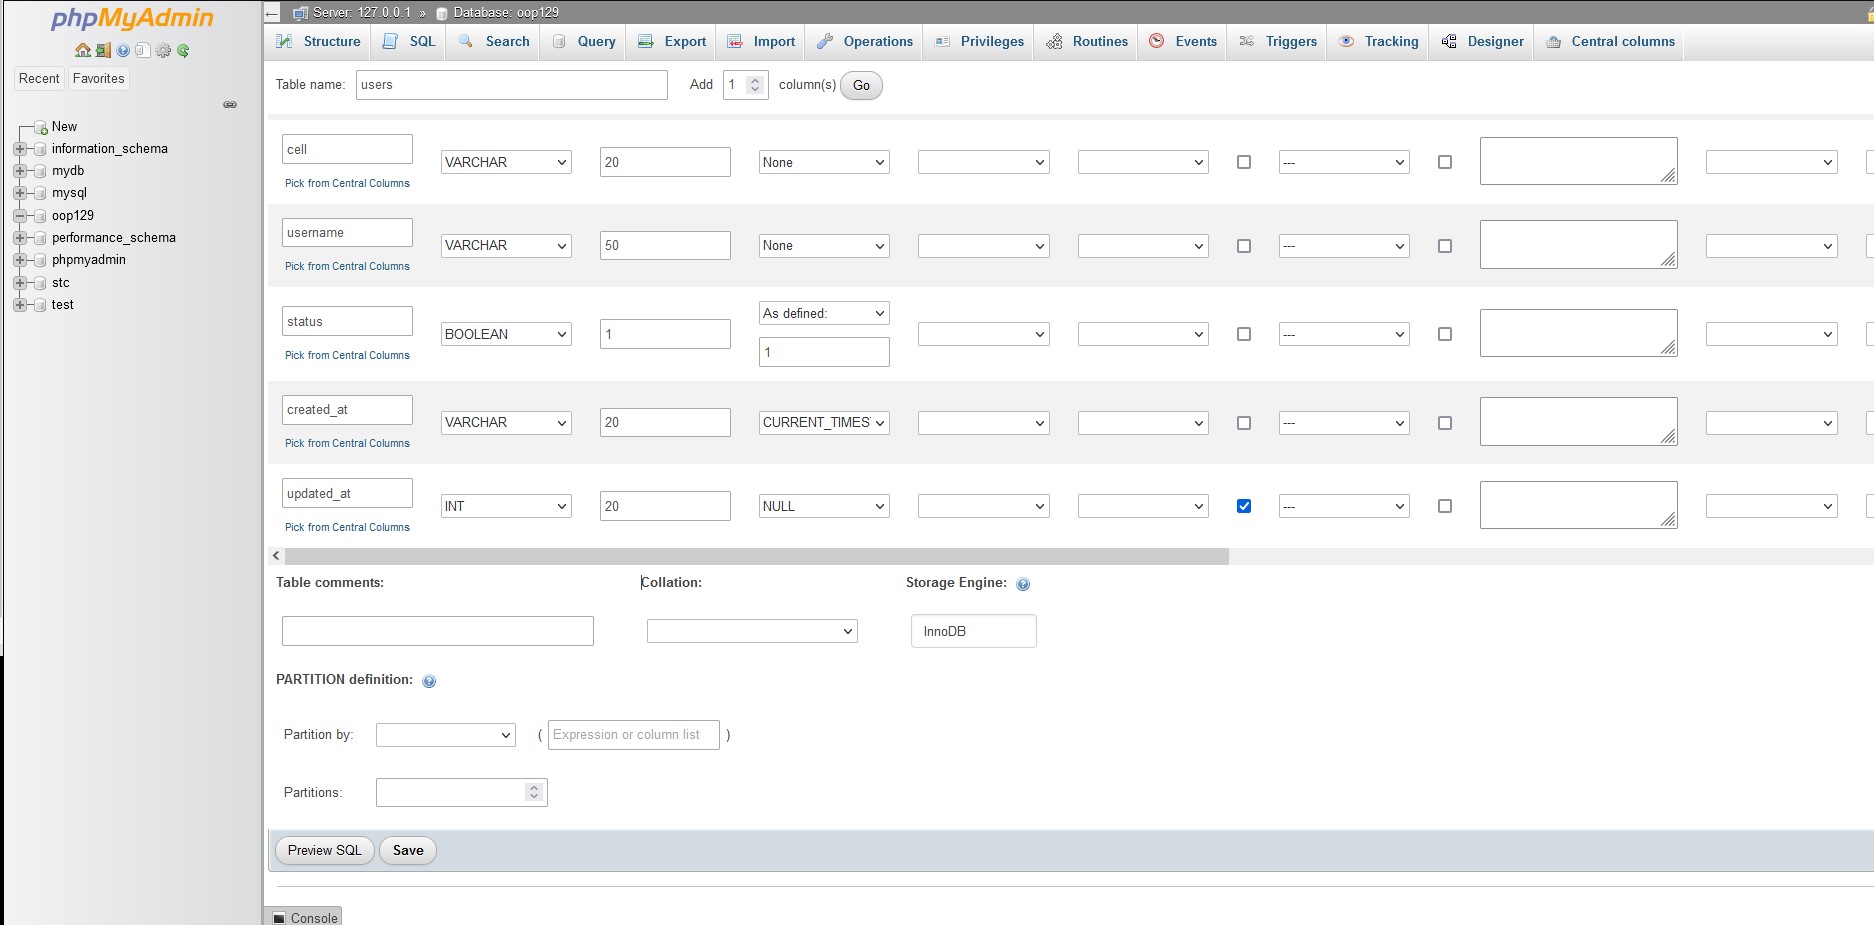 phpMyAdmin
Recent Favorites
New
information_schema
mydb
mysql
oop129
performance_schema
phpmyadmin
stc
test
Server: 127.0.0.1 » Database: oop129
Structure SQL Search Query Export Import Operations Privileges Routines Events Triggers Tracking Designer Central columns
Table name: users Add 1 column(s) Go
cell VARCHAR 20 None ---
Pick from Central Columns
username VARCHAR 50 None ---
Pick from Central Columns
status BOOLEAN 1 As defined: ---
1
Pick from Central Columns
created_at VARCHAR 20 CURRENT_TIMES ---
Pick from Central Columns
updated_at INT 20 NULL ---
Pick from Central Columns
Table comments: Collation: Storage Engine:
InnoDB
PARTITION definition:
Partition by: ( Expression or column list )
Partitions:
Preview SQL Save
Console